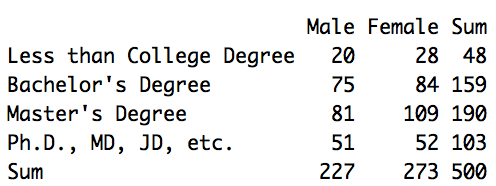 Male Female Sum
Less than College Degree 20 28 48
Bachelor's Degree 75 84 159
Master's Degree 81 109 190
Ph.D., MD, JD, etc. 51 52 103
Sum 227 273 500